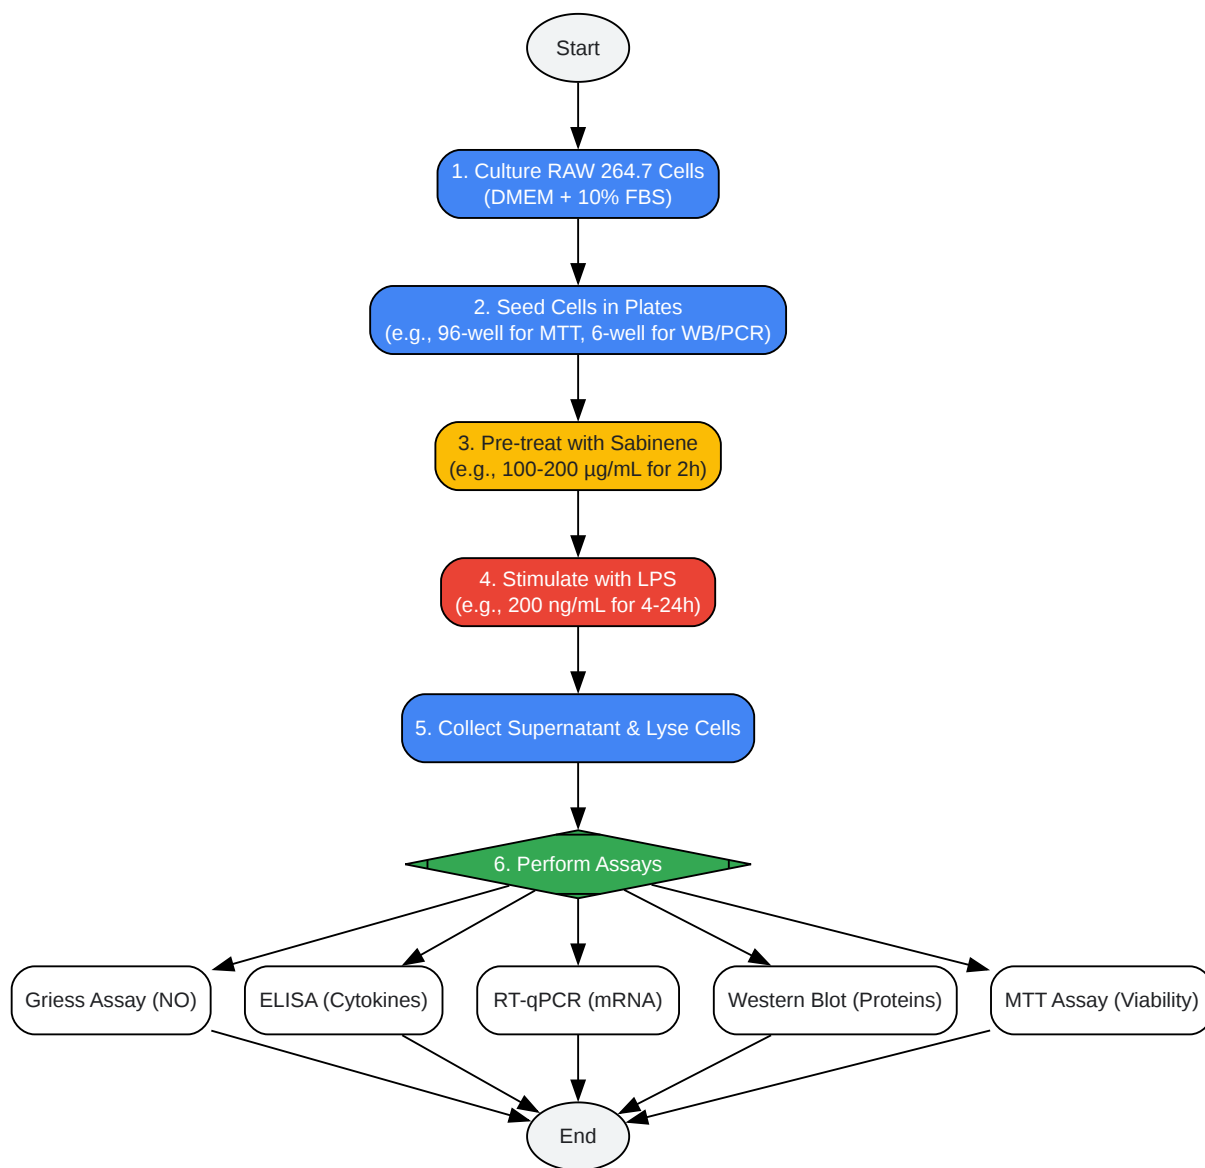 Start
1. Culture RAW 264.7 Cells
(DMEM + 10% FBS)
2. Seed Cells in Plates
(e.g., 96-well for MTT, 6-well for WB/PCR)
3. Pre-treat with Sabinene
(e.g., 100-200 µg/mL for 2h)
4. Stimulate with LPS
(e.g., 200 ng/mL for 4-24h)
5. Collect Supernatant & Lyse Cells
6. Perform Assays
Griess Assay (NO)
ELISA (Cytokines)
RT-qPCR (mRNA)
Western Blot (Proteins)
MTT Assay (Viability)
End